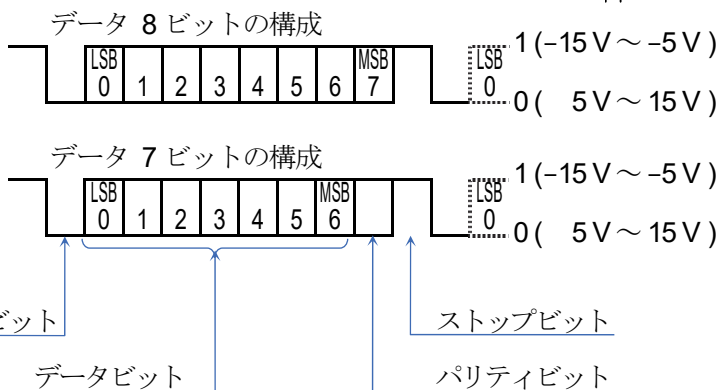 データ 8 ビットの構成
LSB MSB LSB 1 (–15 V ～ –5 V )
0 1 2 3 4 5 6 7 0 0 ( 5 V ～ 15 V )
データ 7 ビットの構成
LSB MSB LSB 1 (–15 V ～ –5 V )
0 1 2 3 4 5 6 0 0 ( 5 V ～ 15 V )
ビット ストップビット
データビット パリティビット